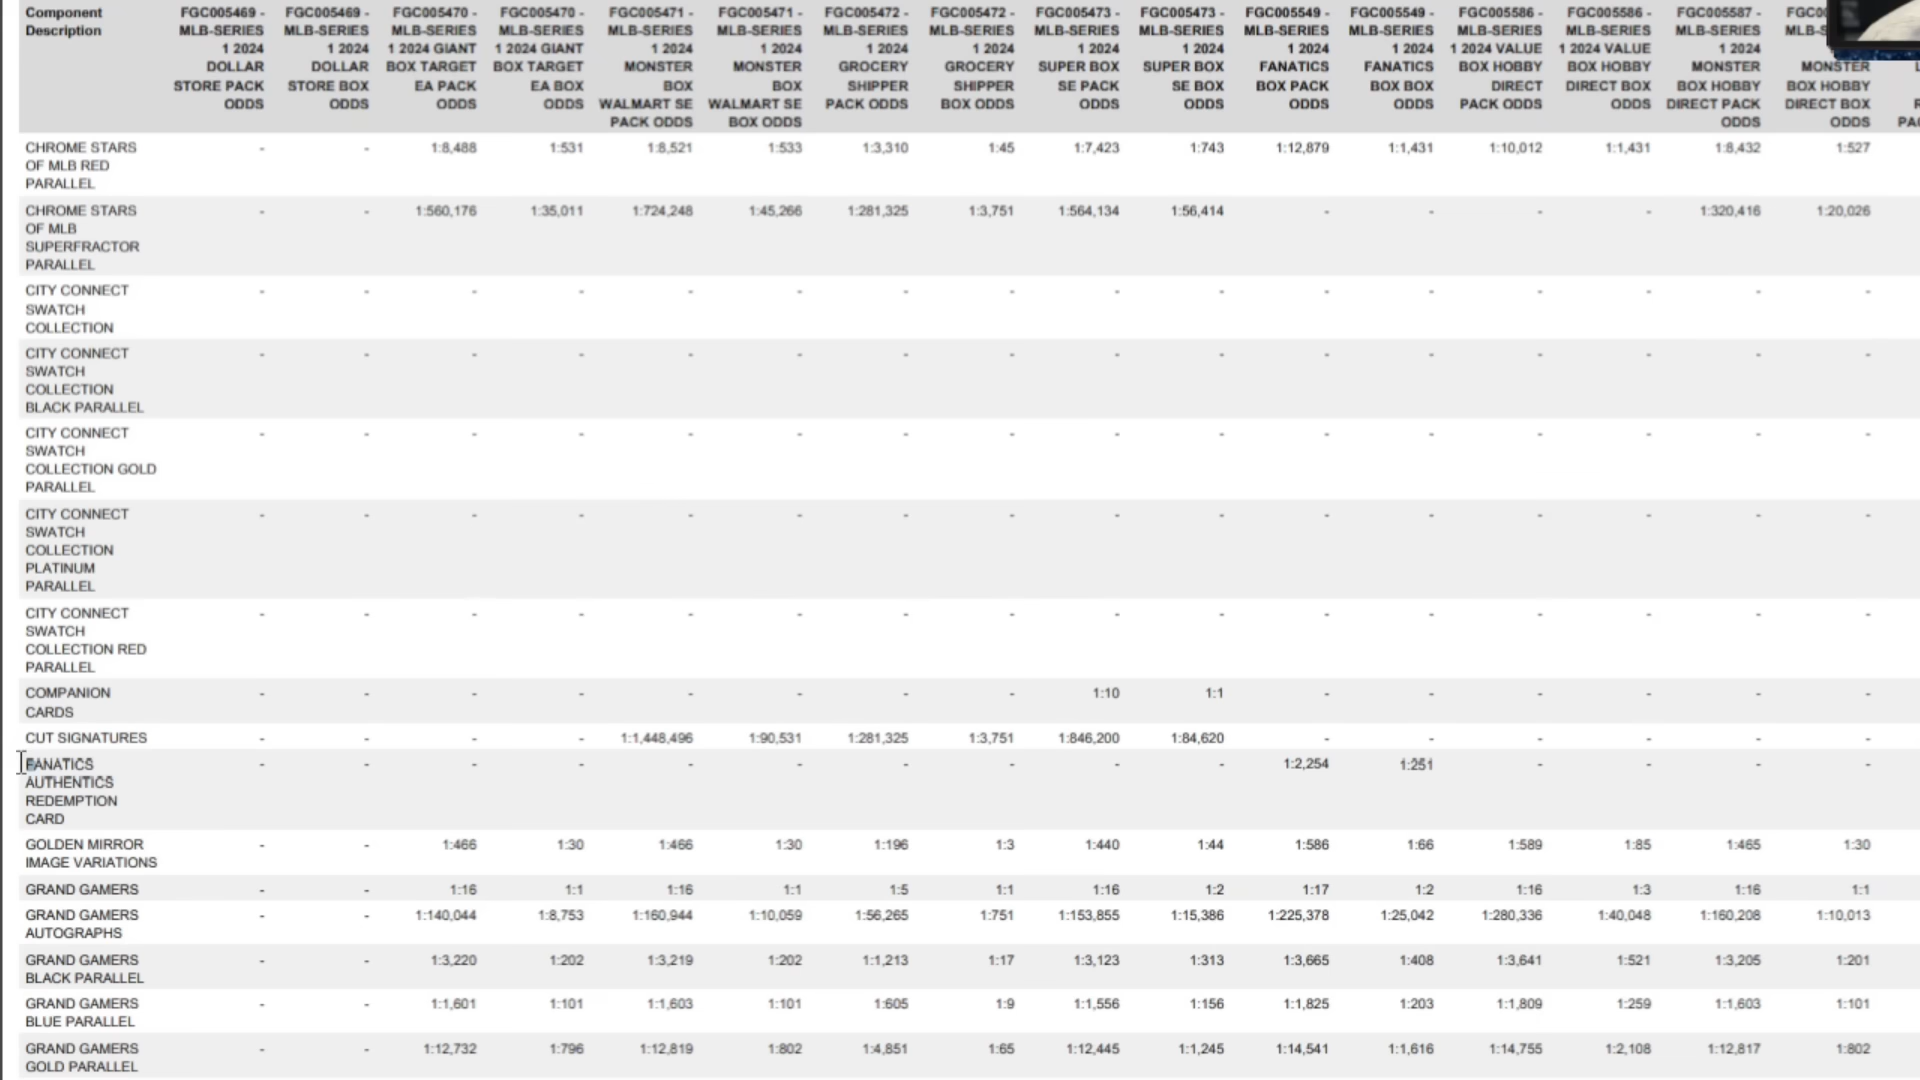 Component Description FGC005469 - MLB-SERIES 1 2024 DOLLAR STORE PACK ODDS FGC005469 - MLB-SERIES 1 2024 DOLLAR STORE BOX ODDS FGC005470 - MLB-SERIES 1 2024 GIANT BOX TARGET EA PACK ODDS FGC005470 - MLB-SERIES 1 2024 GIANT BOX TARGET EA BOX ODDS FGC005471 - MLB-SERIES 1 2024 MONSTER BOX WALMART SE PACK ODDS FGC005471 - MLB-SERIES 1 2024 MONSTER BOX WALMART SE BOX ODDS FGC005472 - MLB-SERIES 1 2024 GROCERY SHIPPER PACK ODDS FGC005472 - MLB-SERIES 1 2024 GROCERY SHIPPER BOX ODDS FGC005473 - MLB-SERIES 1 2024 SUPER BOX SE PACK ODDS FGC005473 - MLB-SERIES 1 2024 SUPER BOX SE BOX ODDS FGC005549 - MLB-SERIES 1 2024 FANATICS BOX PACK ODDS FGC005549 - MLB-SERIES 1 2024 FANATICS BOX BOX ODDS FGC005586 - MLB-SERIES 1 2024 VALUE BOX HOBBY DIRECT PACK ODDS FGC005586 - MLB-SERIES 1 2024 VALUE BOX HOBBY DIRECT BOX ODDS FGC005587 - MLB-SERIES 1 2024 MONSTER BOX HOBBY DIRECT PACK ODDS MONSTER BOX HOBBY DIRECT BOX ODDS
CHROME STARS - - 1:8,488 1:531 1:8,521 1:533 1:3,310 1:45 1:7,423 1:743 1:12,879 1:1,431 1:10,012 1:1,431 1:8,432 1:527
OF MLB RED
PARALLEL
CHROME STARS - - 1:560,176 1:35,011 1:724,248 1:45,266 1:281,325 1:3,751 1:564,134 1:56,414 - - - - 1:320,416 1:20,026
OF MLB
SUPERFRACTOR
PARALLEL
CITY CONNECT - - - - - - - - - - - - - - - -
SWATCH
COLLECTION
CITY CONNECT - - - - - - - - - - - - - - - -
SWATCH
COLLECTION
BLACK PARALLEL
CITY CONNECT - - - - - - - - - - - - - - - -
SWATCH
COLLECTION GOLD
PARALLEL
CITY CONNECT - - - - - - - - - - - - - - - -
SWATCH
COLLECTION
PLATINUM
PARALLEL
CITY CONNECT - - - - - - - - - - - - - - - -
SWATCH
COLLECTION RED
PARALLEL
COMPANION - - - - - - - - 1:10 1:1 - - - - - -
CARDS
CUT SIGNATURES - - - - 1:1,448,496 1:90,531 1:281,325 1:3,751 1:846,200 1:84,620 - - - - - -
FANATICS - - - - - - - - - - 1:2,254 1:251 - - - -
AUTHENTICS
REDEMPTION
CARD
GOLDEN MIRROR - - 1:466 1:30 1:466 1:30 1:196 1:3 1:440 1:44 1:586 1:66 1:589 1:85 1:465 1:30
IMAGE VARIATIONS
GRAND GAMERS - - 1:16 1:1 1:16 1:1 1:5 1:1 1:16 1:2 1:17 1:2 1:16 1:3 1:16 1:1
GRAND GAMERS - - 1:140,044 1:8,753 1:160,944 1:10,059 1:56,265 1:751 1:153,855 1:15,386 1:225,378 1:25,042 1:280,336 1:40,048 1:160,208 1:10,013
AUTOGRAPHS
GRAND GAMERS - - 1:3,220 1:202 1:3,219 1:202 1:1,213 1:17 1:3,123 1:313 1:3,665 1:408 1:3,641 1:521 1:3,205 1:201
BLACK PARALLEL
GRAND GAMERS - - 1:1,601 1:101 1:1,603 1:101 1:605 1:9 1:1,556 1:156 1:1,825 1:203 1:1,809 1:259 1:1,603 1:101
BLUE PARALLEL
GRAND GAMERS - - 1:12,732 1:796 1:12,819 1:802 1:4,851 1:65 1:12,445 1:1,245 1:14,541 1:1,616 1:14,755 1:2,108 1:12,817 1:802
GOLD PARALLEL